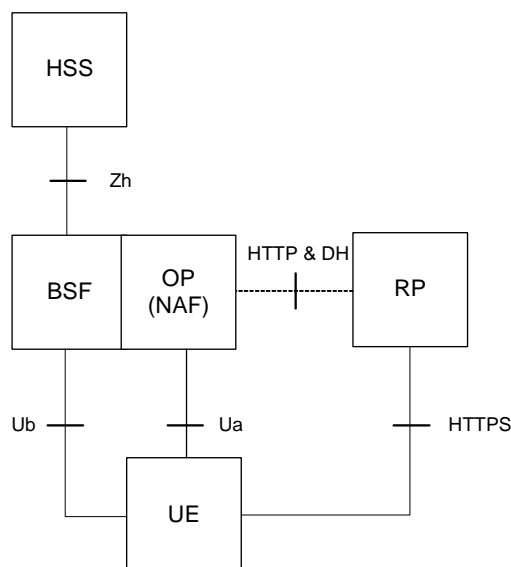 HSS
Zh
HTTP & DH
BSF
OP
(NAF)
RP
Ub
Ua
HTTPS
UE